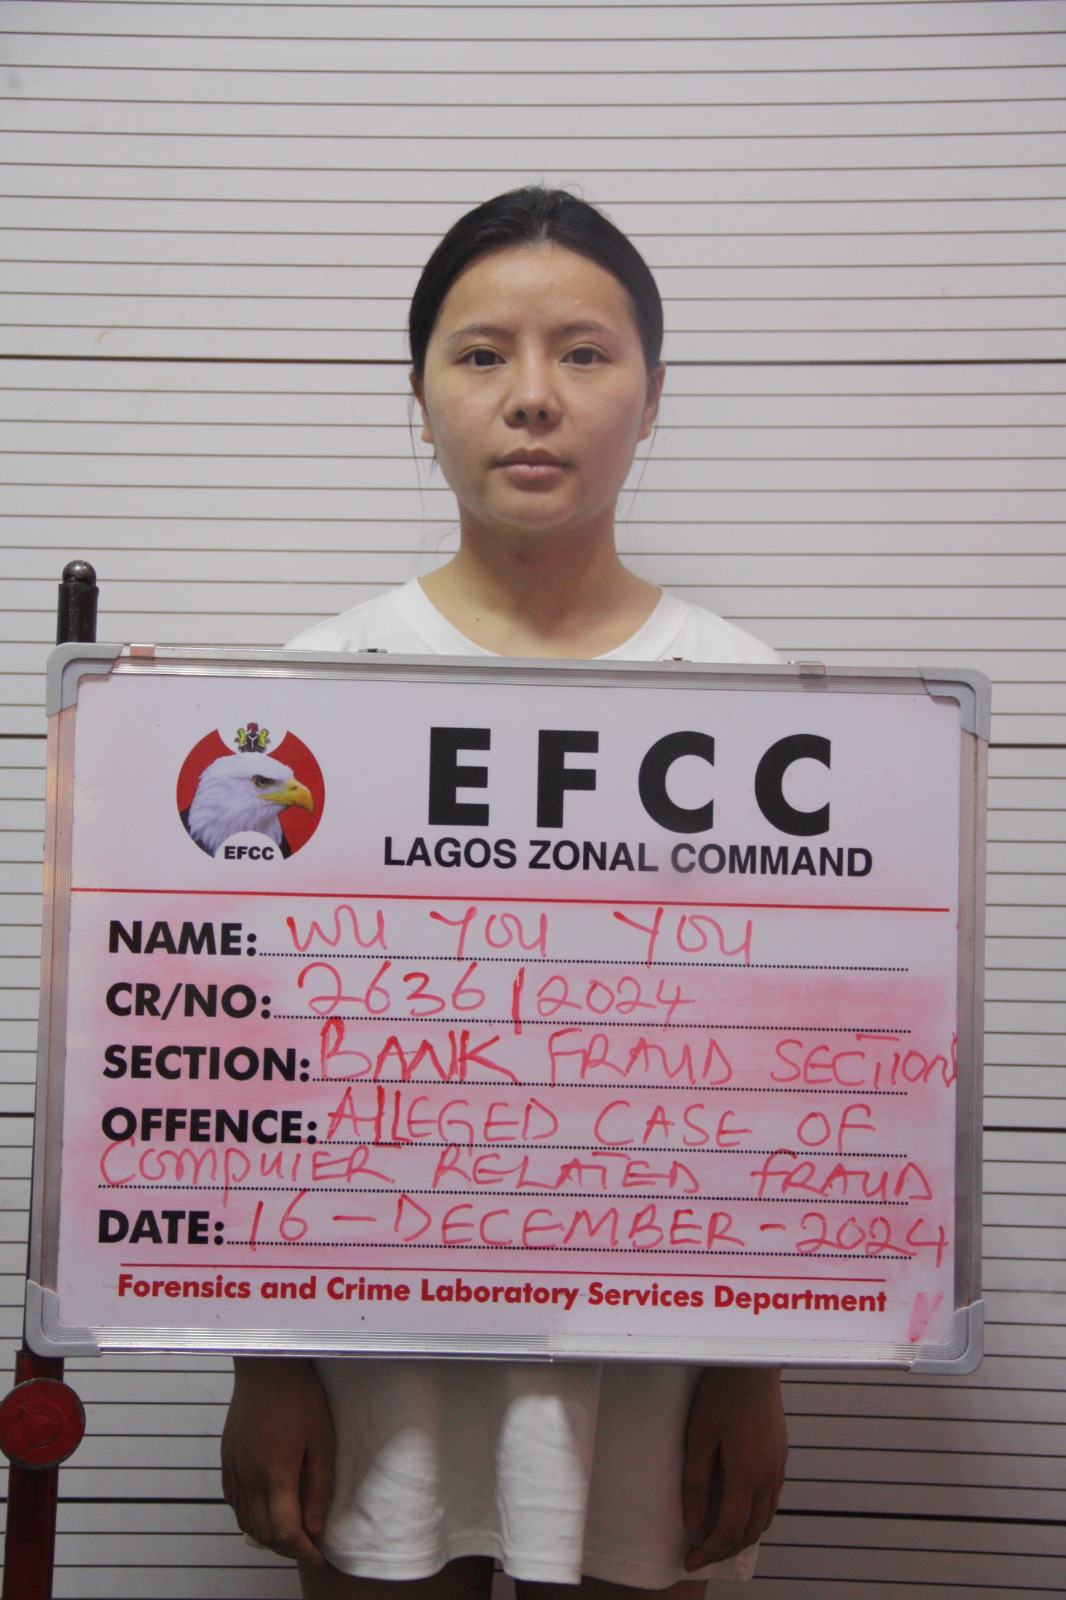 EFCC
EFCC
LAGOS ZONAL COMMAND
NAME: WU YOU YOU
CR/NO: 2636/2024
SECTION: BANK FRAUD SECTION
OFFENCE: ALLEGED CASE OF
COMPUTER RELATED FRAUD
DATE: 16-DECEMBER-2024
Forensics and Crime Laboratory Services Department